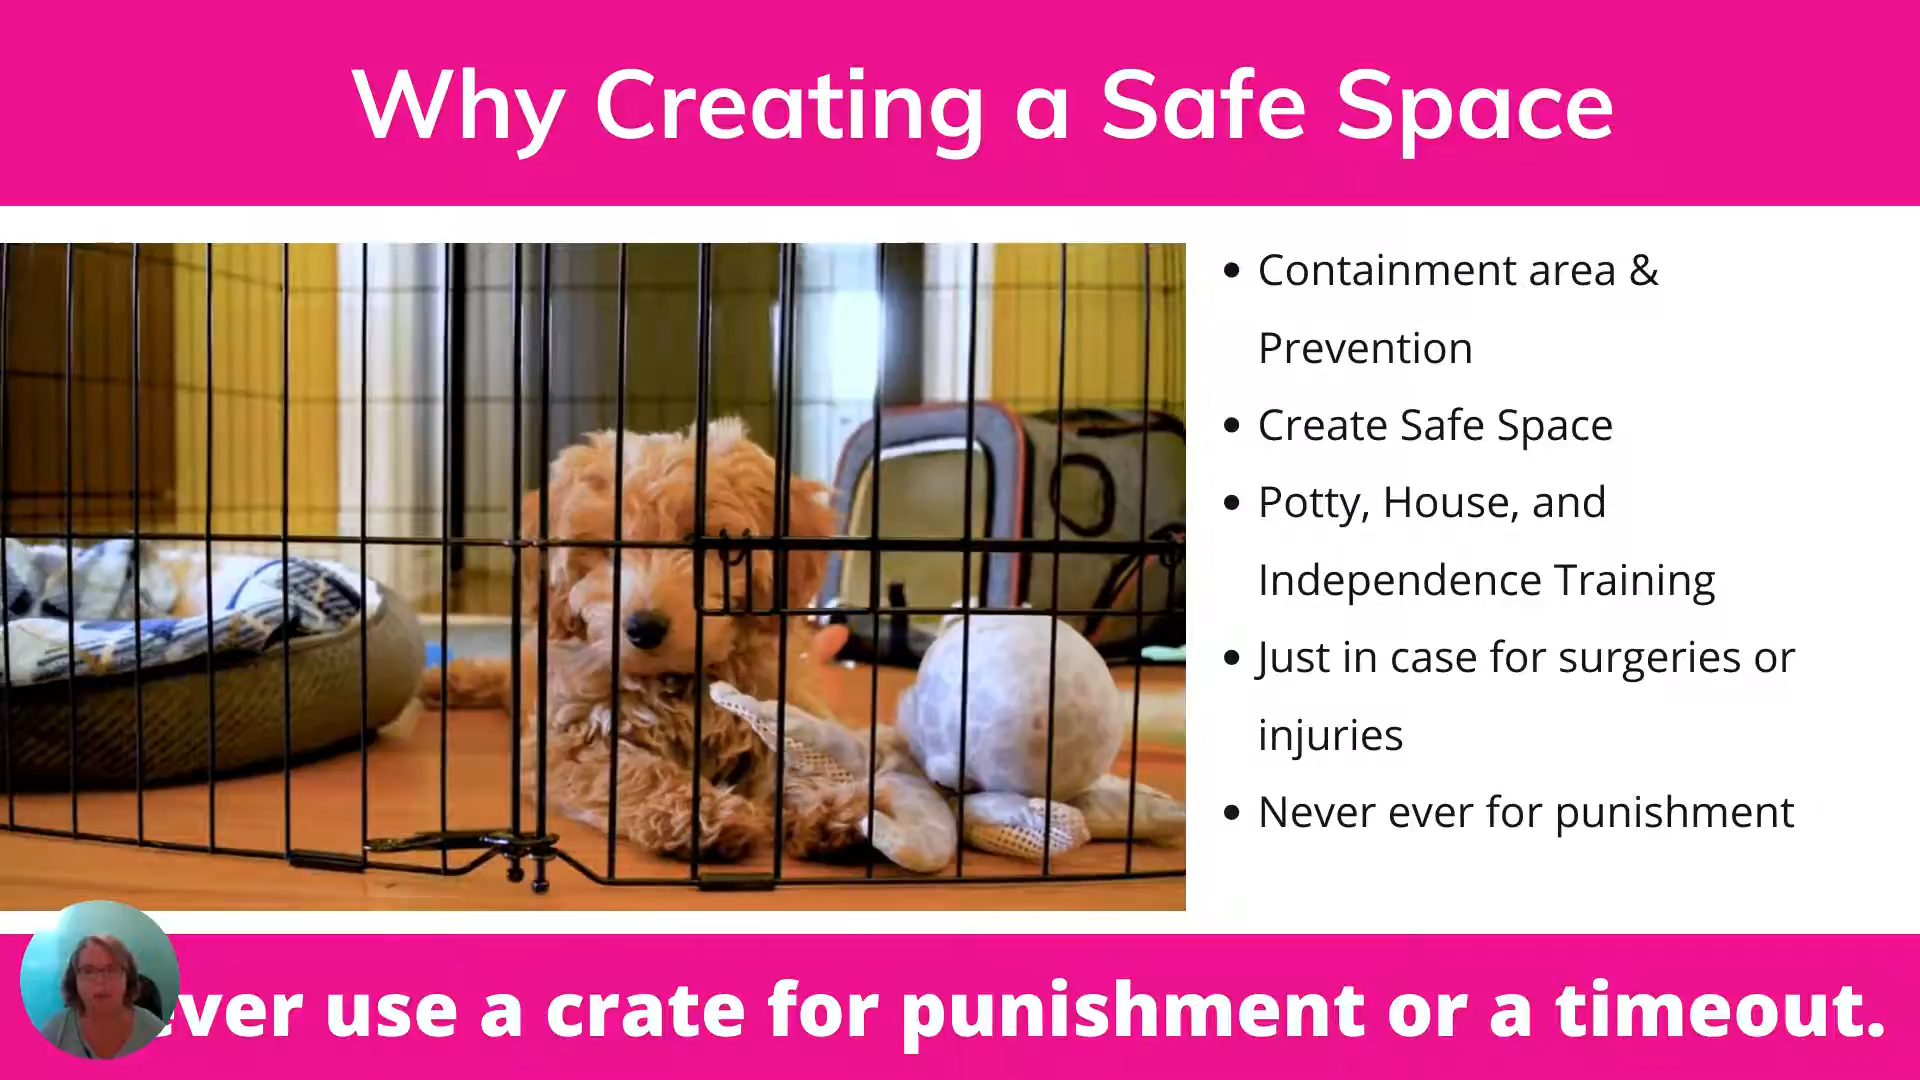 Why Creating a Safe Space
• Containment area &
Prevention
• Create Safe Space
• Potty, House, and
Independence Training
• Just in case for surgeries or
injuries
• Never ever for punishment
use a crate for punishment or a timeout.